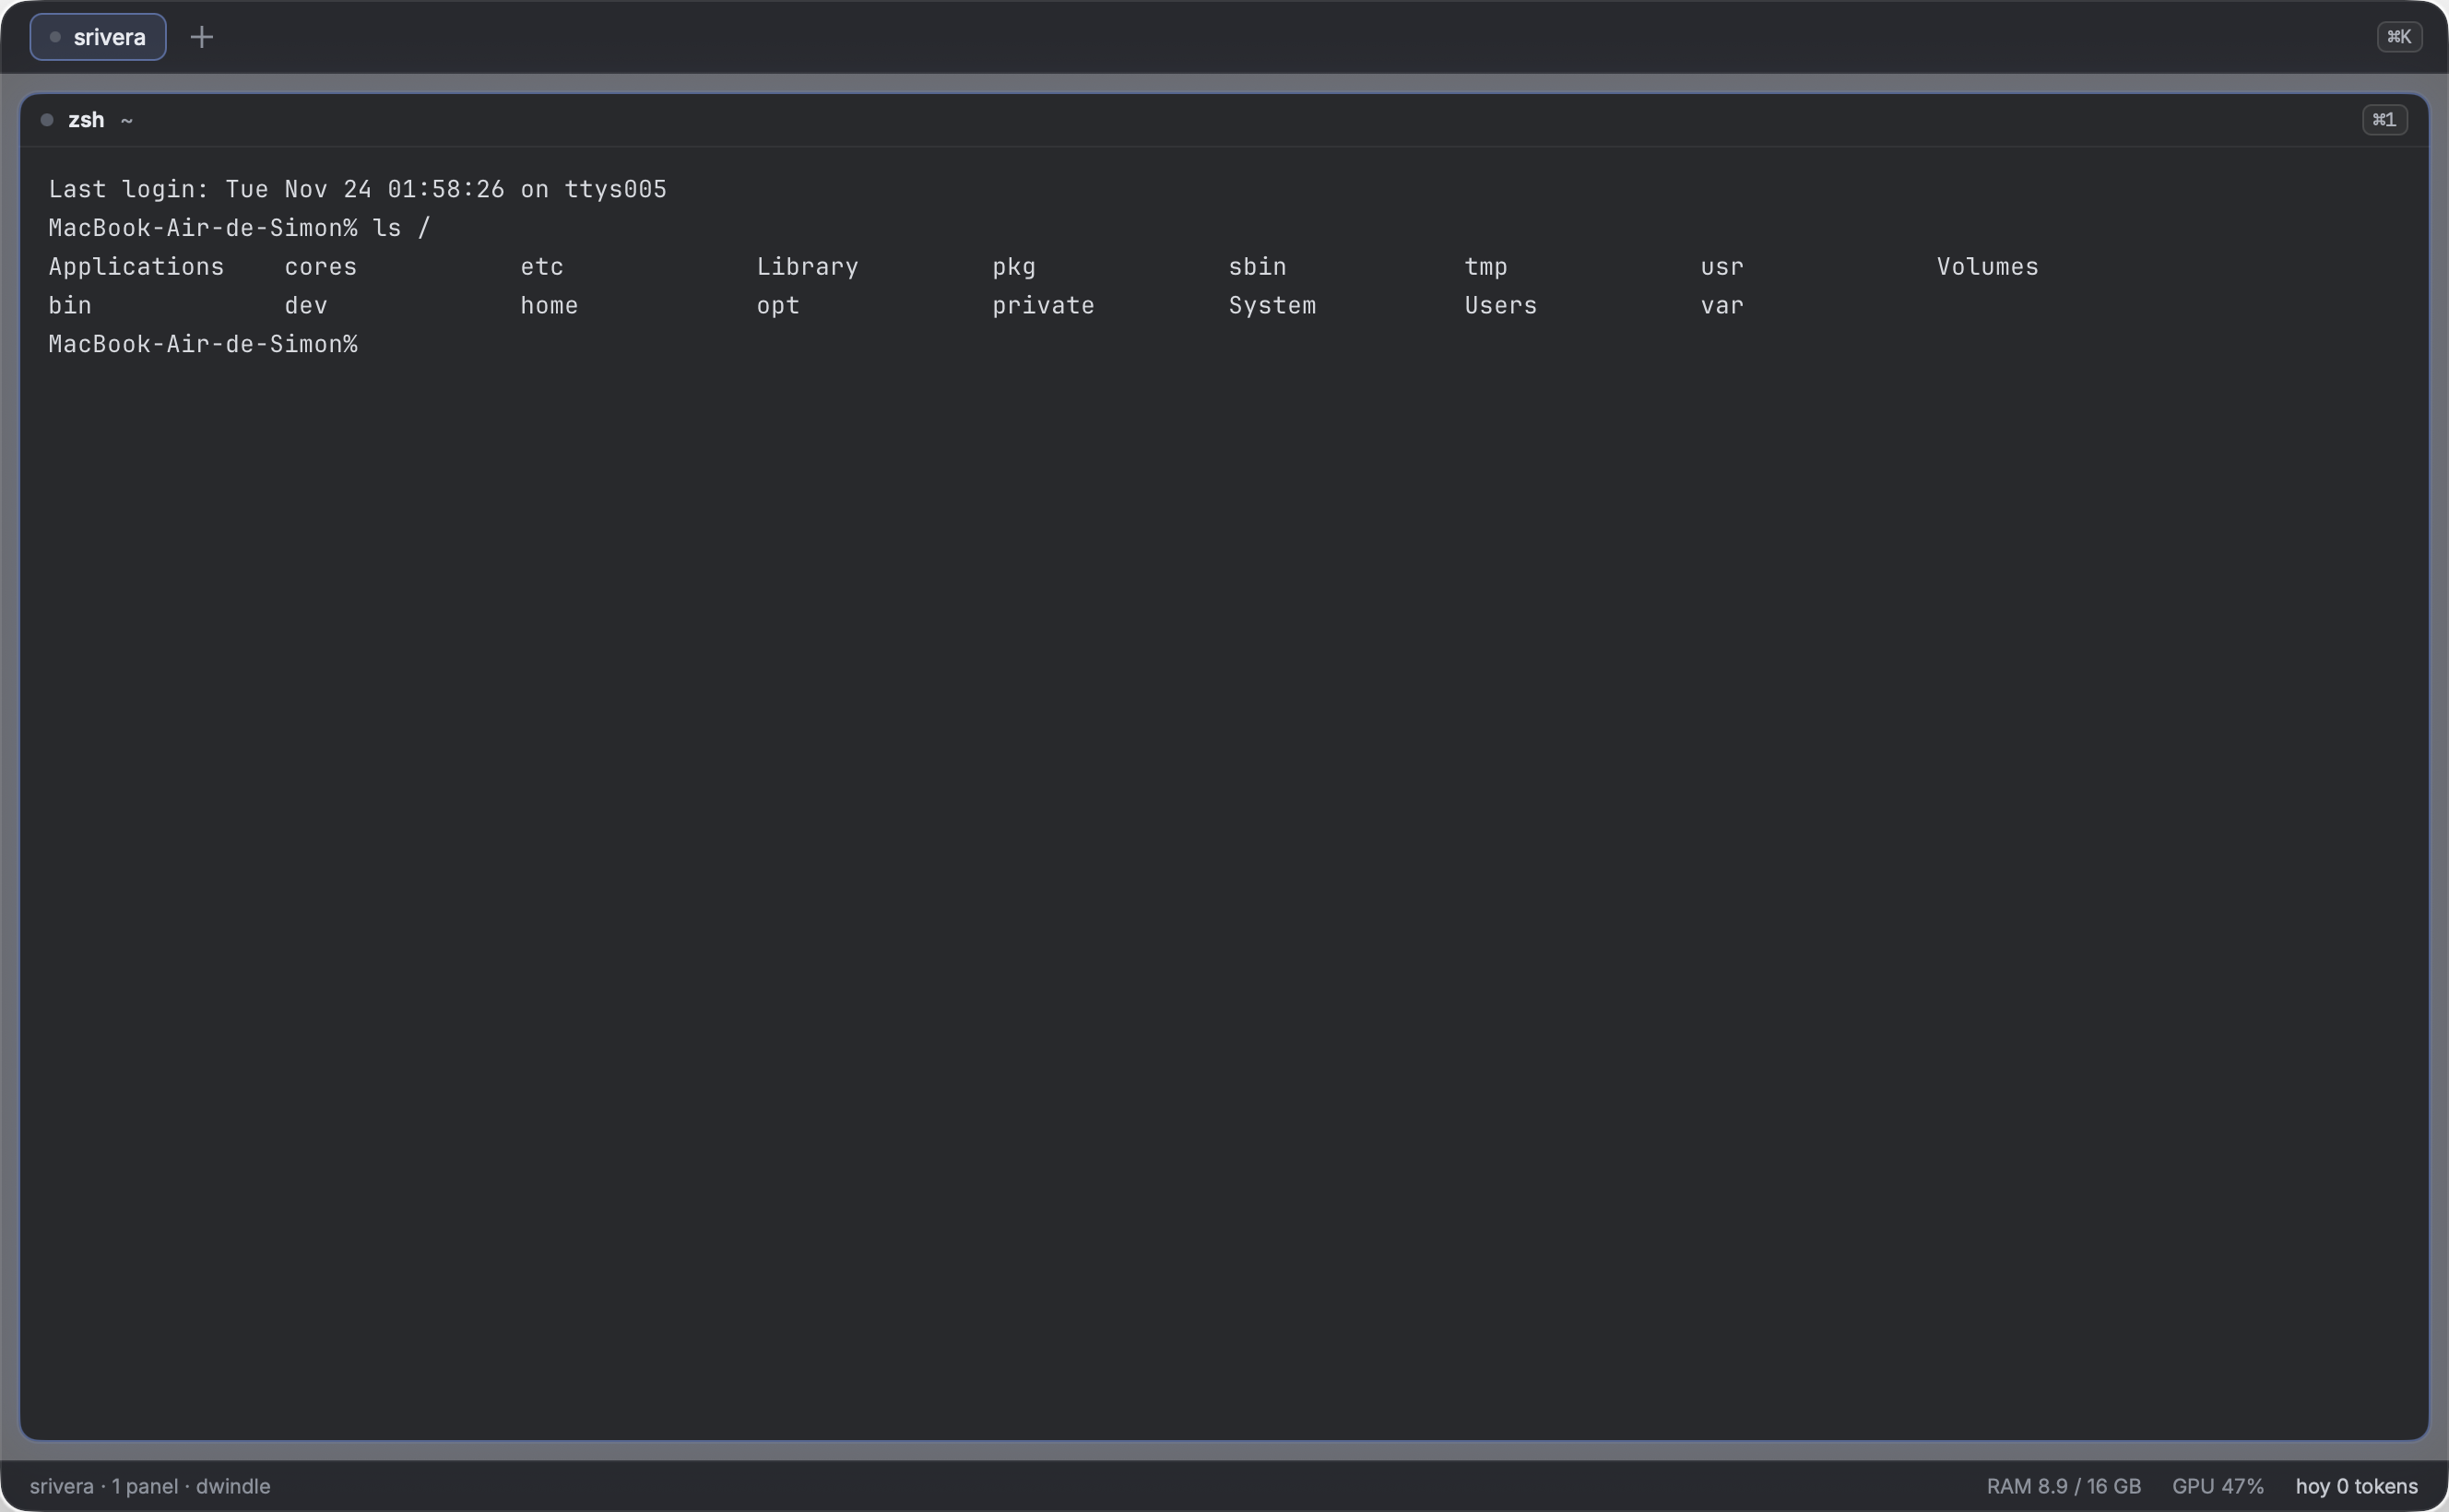 srivera + ⌘K
zsh ~ ⌘1
Last login: Tue Nov 24 01:58:26 on ttys005
MacBook-Air-de-Simon% ls /
Applications cores etc Library pkg sbin tmp usr Volumes
bin dev home opt private System Users var
MacBook-Air-de-Simon%
srivera · 1 panel · dwindle RAM 8.9 / 16 GB GPU 47% hoy 0 tokens